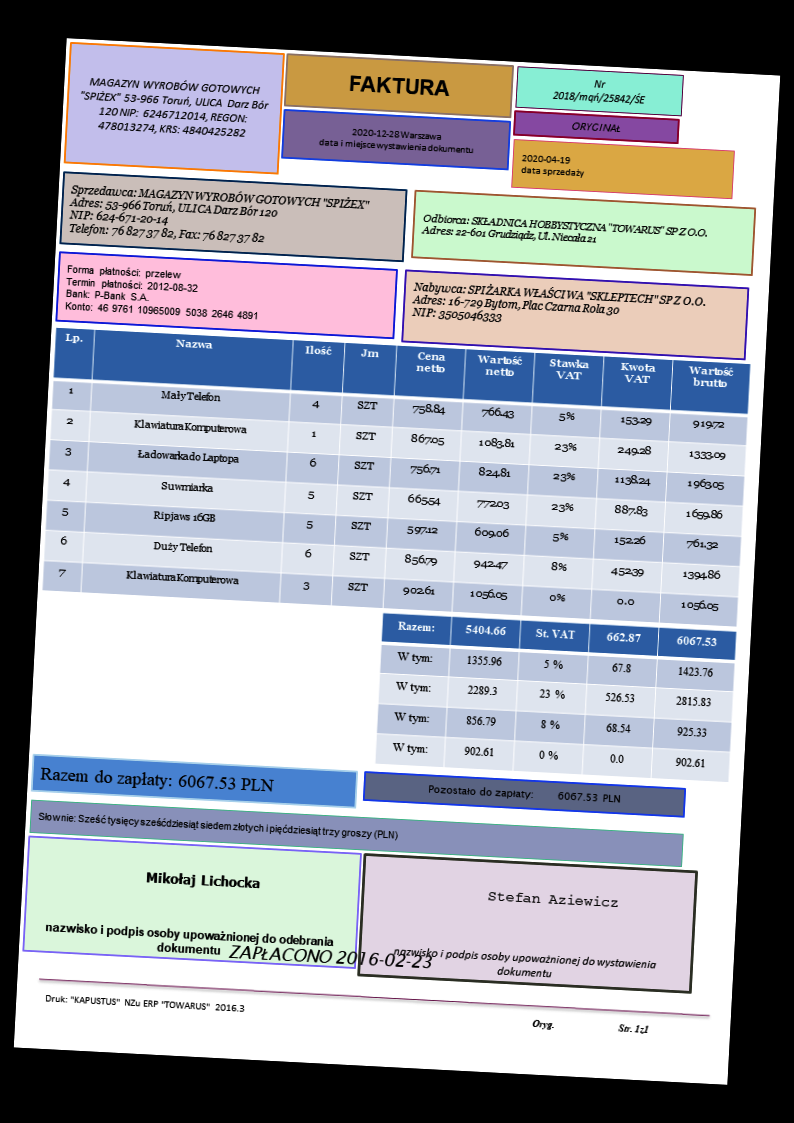 MAGAZYN WYROBÓW GOTOWYCH
"SPIŻEX" 53-966 Toruń, ULICA Darz Bór
120 NIP: 6246712014, REGON:
478013274, KRS: 4840425282
FAKTURA
2020-12-28 Warszawa
data i miejsce wystawienia dokumentu
Nr
2018/mąń/25842/ŚE
ORYGINAŁ
2020-04-19
data sprzedaży
Sprzedawca: MAGAZYN WYROBÓW GOTOWYCH "SPIŻEX"
Adres: 53-966 Toruń, ULICA Darz Bór 120
NIP: 624-671-20-14
Telefon: 76 827 37 82, Fax: 76 827 37 82
Odbiorca: SKŁADNICA HOBBYSTYCZNA "TOWARUS" SP Z O.O.
Adres: 22-601 Grudziądz, Ul. Niecała 21
Forma płatności: przelew
Termin płatności: 2012-08-32
Bank: P-Bank S.A.
Konto: 46 9761 10965009 5038 2646 4891
Nabywca: SPIŻARKA WŁAŚCIWA "SKLEPTECH" SP Z O.O.
Adres: 16-729 Bytom, Plac Czarna Rola 30
NIP: 3505046333
Lp. Nazwa Ilość Jm Cena netto Wartość netto Stawka VAT Kwota VAT Wartość brutto
1 Mały Telefon 4 SZT 758.84 766.43 5% 153.29 919.72
2 Klawiatura Komputerowa 1 SZT 867.05 1083.81 23% 249.28 1333.09
3 Ładowarka do Laptopa 6 SZT 756.71 824.81 23% 1138.24 1963.05
4 Suwmiarka 5 SZT 665.54 772.03 23% 887.83 1659.86
5 Ripjaws 16GB 5 SZT 597.12 609.06 5% 152.26 761.32
6 Duży Telefon 6 SZT 856.79 942.47 8% 452.39 1394.86
7 Klawiatura Komputerowa 3 SZT 902.61 1056.05 0% 0.0 1056.05
Razem: 5404.66 St. VAT 662.87 6067.53
W tym: 1355.96 5 % 67.8 1423.76
W tym: 2289.3 23 % 526.53 2815.83
W tym: 856.79 8 % 68.54 925.33
W tym: 902.61 0 % 0.0 902.61
Razem do zapłaty: 6067.53 PLN
Pozostało do zapłaty: 6067.53 PLN
Słownie: Sześć tysięcy sześćdziesiąt siedem złotych i pięćdziesiąt trzy groszy (PLN)
Mikołaj Lichocka
nazwisko i podpis osoby upoważnionej do odebrania
dokumentu
Stefan Aziewicz
nazwisko i podpis osoby upoważnionej do wystawienia
dokumentu
ZAPŁACONO 2016-02-23
Druk: "KAPUSTUS" NZu ERP "TOWARUS" 2016.3
Oryg. Str. 1z1